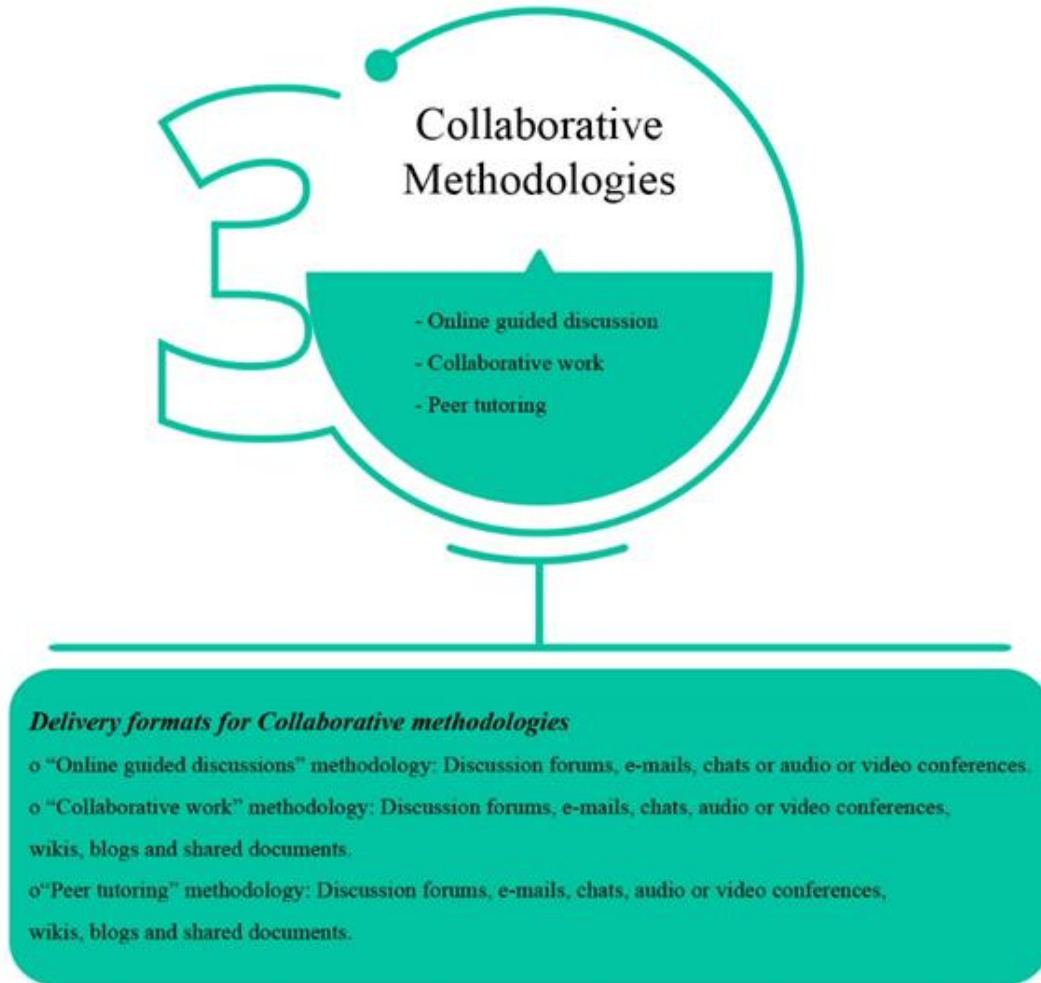 3
Collaborative
Methodologies
- Online guided discussion
- Collaborative work
- Peer tutoring
Delivery formats for Collaborative methodologies
o “Online guided discussions” methodology: Discussion forums, e-mails, chats or audio or video conferences.
o “Collaborative work” methodology: Discussion forums, e-mails, chats, audio or video conferences,
wikis, blogs and shared documents.
o“Peer tutoring” methodology: Discussion forums, e-mails, chats, audio or video conferences,
wikis, blogs and shared documents.